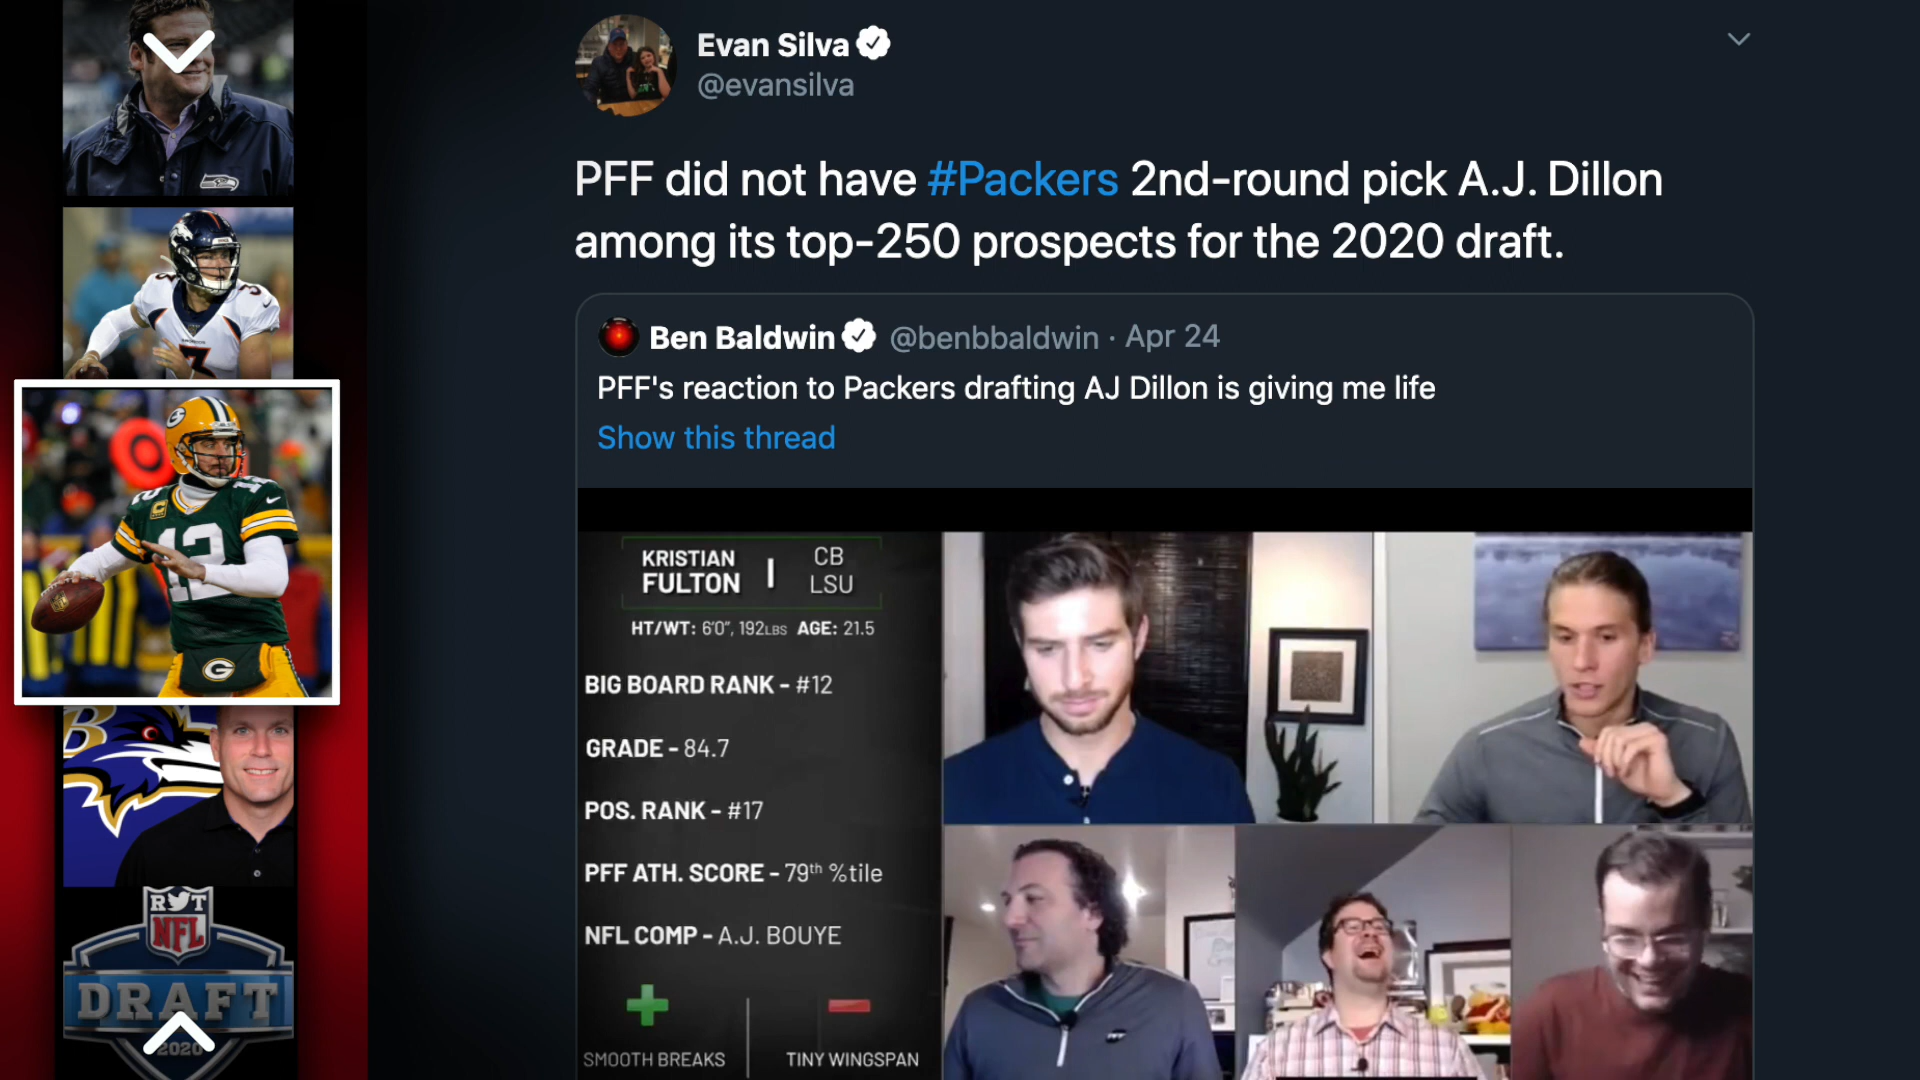 Evan Silva
@evansilva
PFF did not have #Packers 2nd-round pick A.J. Dillon
among its top-250 prospects for the 2020 draft.
Ben Baldwin @benbbaldwin · Apr 24
PFF's reaction to Packers drafting AJ Dillon is giving me life
Show this thread
KRISTIAN
FULTON
CB
LSU
HT/WT: 6'0", 192LBS AGE: 21.5
BIG BOARD RANK - #12
GRADE - 84.7
POS. RANK - #17
PFF ATH. SCORE - 79th %tile
NFL COMP - A.J. BOUYE
SMOOTH BREAKS
TINY WINGSPAN
3
3
12
12
C
G
G
B
NFL
DRAFT
2020